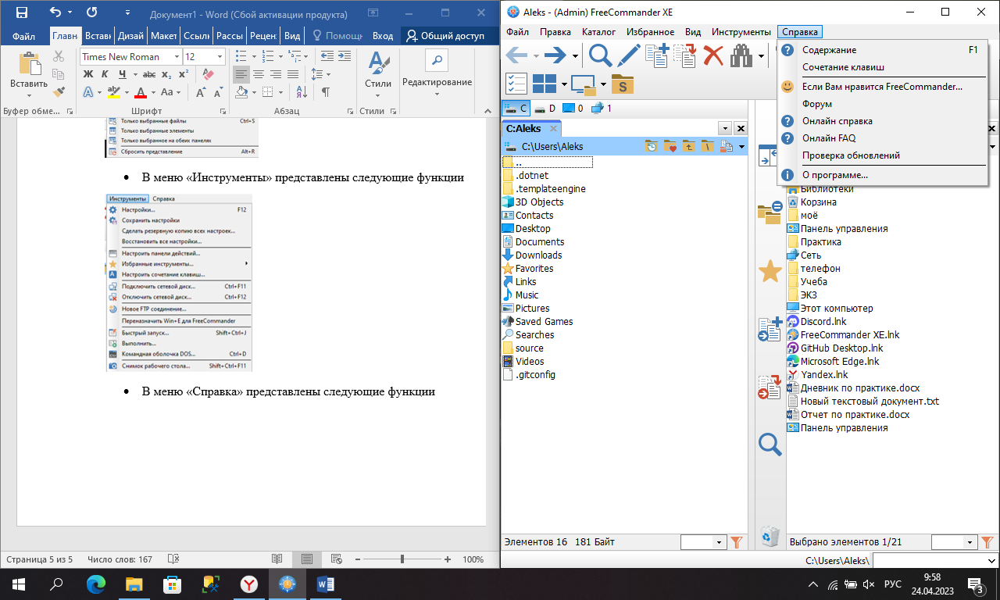 Документ1 - Word (Сбой активации продукта)
Файл Главн Встави Дизай Макет Ссылк Рассы Рецен Вид Помощн Вход Общий доступ
Вставить
Times New Roman 12
Ж К Ч abc x₂ x²
Aa
Стили
Редактирование
Буфер обме... Шрифт Абзац Стили
Только выбранные файлы Ctrl+S
Только выбранные элементы
Только выбранное на обеих панелях
Сбросить представление Alt+R
• В меню «Инструменты» представлены следующие функции
Инструменты Справка
Настройки... F12
Сохранить настройки
Сделать резервную копию всех настроек...
Восстановить все настройки...
Настроить панели действий...
Избранные инструменты...
Настроить сочетание клавиш...
Подключить сетевой диск... Ctrl+F11
Отключить сетевой диск... Ctrl+F12
Новое FTP соединение...
Переназначить Win+E для FreeCommander
Быстрый запуск... Shift+Ctrl+J
Выполнить...
Командная оболочка DOS... Ctrl+D
Снимок рабочего стола... Shift+Ctrl+F11
• В меню «Справка» представлены следующие функции
Страница 5 из 5 Число слов: 167 100%
Aleks - (Admin) FreeCommander XE
Файл Правка Каталог Избранное Вид Инструменты Справка
S
Содержание F1
Сочетание клавиш
Если Вам нравится FreeCommander...
Форум
Онлайн справка
Онлайн FAQ
Проверка обновлений
О программе...
C D 0 1
C:Aleks
C:\Users\Aleks
..
.dotnet
.templateengine
3D Objects
Contacts
Desktop
Documents
Downloads
Favorites
Links
Music
Pictures
Saved Games
Searches
source
Videos
.gitconfig
Библиотеки
Корзина
моё
Панель управления
Практика
Сеть
телефон
Учеба
ЭКЗ
Этот компьютер
Discord.lnk
FreeCommander XE.lnk
GitHub Desktop.lnk
Microsoft Edge.lnk
Yandex.lnk
Дневник по практике.docx
Новый текстовый документ.txt
Отчет по практике.docx
Панель управления
Элементов 16 181 Байт
Выбрано элементов 1/21
C:\Users\Aleks\
РУС
9:58
24.04.2023
3